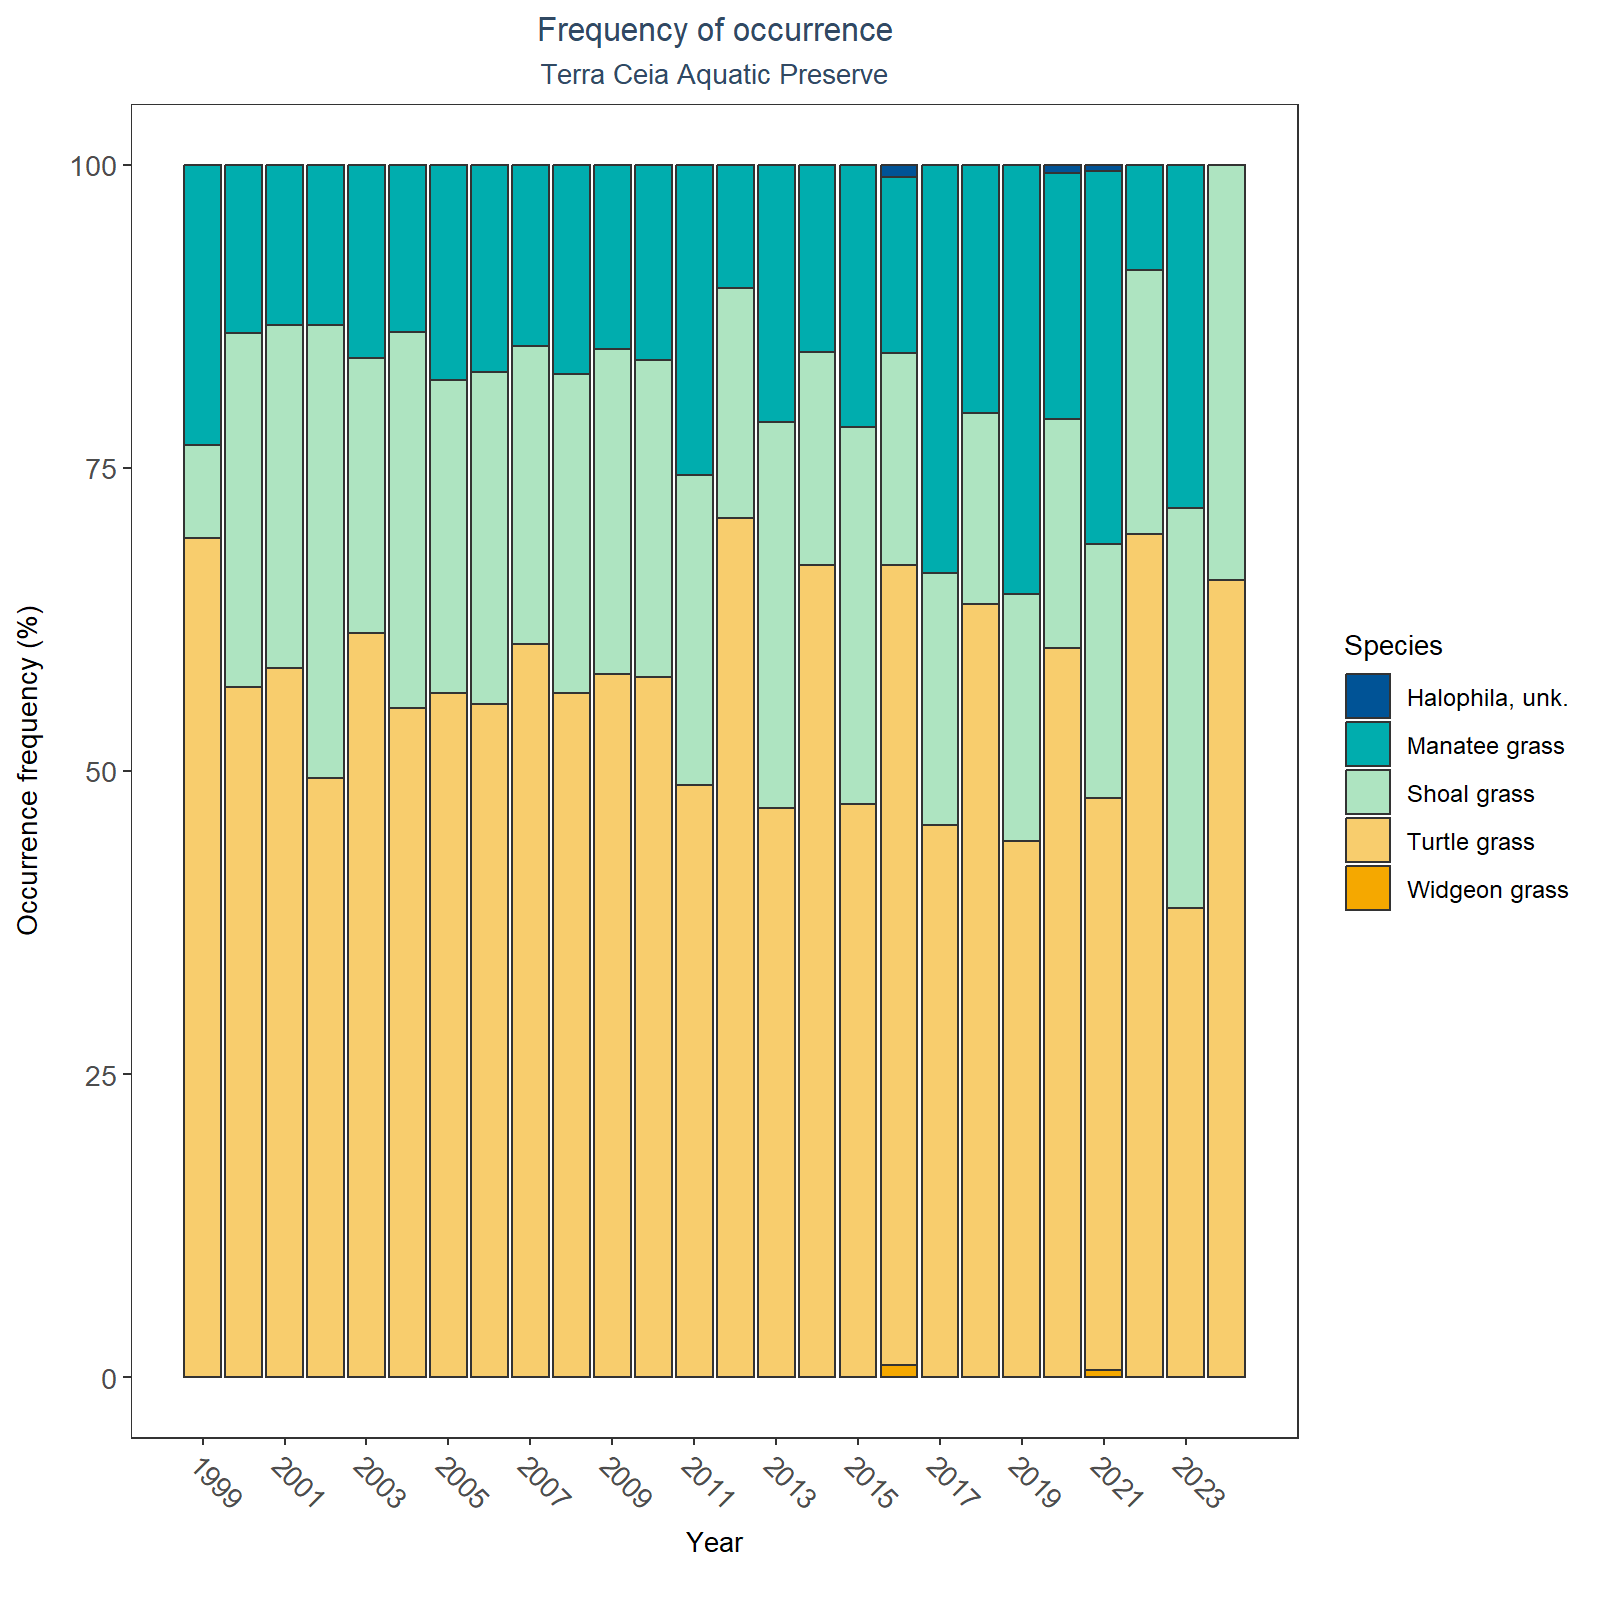 Frequency of occurrence
Terra Ceia Aquatic Preserve
Occurrence frequency (%)
100
75
50
25
0
1999
2001
2003
2005
2007
2009
2011
2013
2015
2017
2019
2021
2023
Year
Species
Halophila, unk.
Manatee grass
Shoal grass
Turtle grass
Widgeon grass